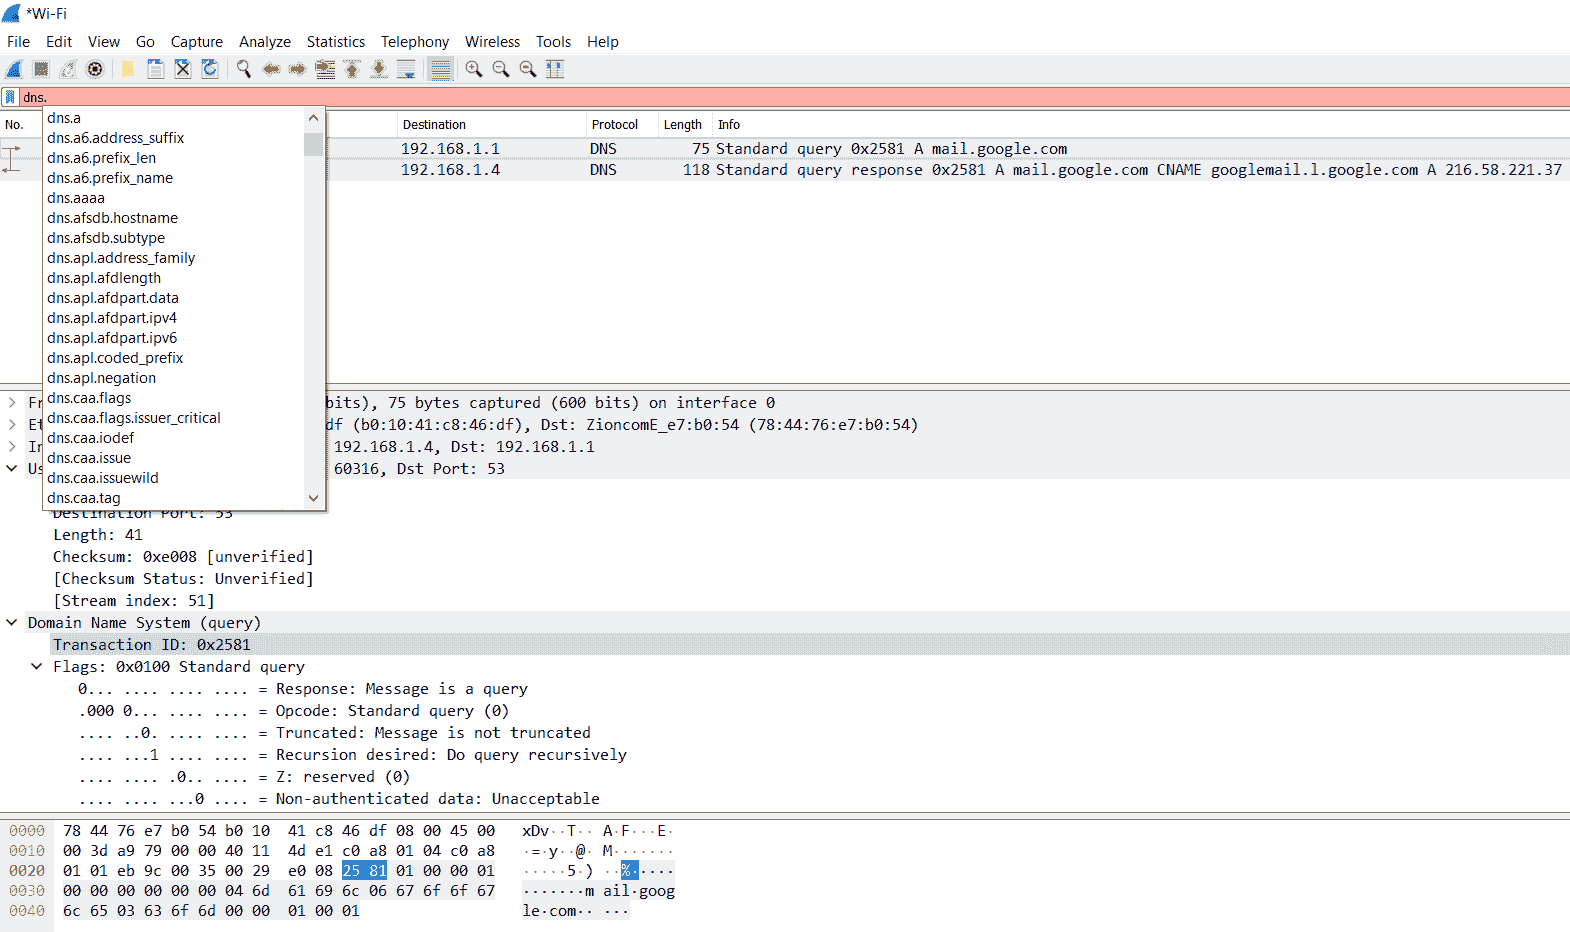 *Wi-Fi
File Edit View Go Capture Analyze Statistics Telephony Wireless Tools Help
dns.
No. Destination Protocol Length Info
192.168.1.1 DNS 75 Standard query 0x2581 A mail.google.com
192.168.1.4 DNS 118 Standard query response 0x2581 A mail.google.com CNAME googlemail.l.google.com A 216.58.221.37
dns.a
dns.a6.address_suffix
dns.a6.prefix_len
dns.a6.prefix_name
dns.aaaa
dns.afsdb.hostname
dns.afsdb.subtype
dns.apl.address_family
dns.apl.afdlength
dns.apl.afdpart.data
dns.apl.afdpart.ipv4
dns.apl.afdpart.ipv6
dns.apl.coded_prefix
dns.apl.negation
dns.caa.flags
dns.caa.flags.issuer_critical
dns.caa.iodef
dns.caa.issue
dns.caa.issuewild
dns.caa.tag
bits), 75 bytes captured (600 bits) on interface 0
df (b0:10:41:c8:46:df), Dst: ZioncomE_e7:b0:54 (78:44:76:e7:b0:54)
192.168.1.4, Dst: 192.168.1.1
60316, Dst Port: 53
Destination Port: 53
Length: 41
Checksum: 0xe008 [unverified]
[Checksum Status: Unverified]
[Stream index: 51]
Domain Name System (query)
Transaction ID: 0x2581
Flags: 0x0100 Standard query
0... .... .... .... = Response: Message is a query
.000 0... .... .... = Opcode: Standard query (0)
.... ..0. .... .... = Truncated: Message is not truncated
.... ...1 .... .... = Recursion desired: Do query recursively
.... .... .0.. .... = Z: reserved (0)
.... .... ...0 .... = Non-authenticated data: Unacceptable
0000 78 44 76 e7 b0 54 b0 10 41 c8 46 df 08 00 45 00 xDv··T·· A·F···E·
0010 00 3d a9 79 00 00 40 11 4d e1 c0 a8 01 04 c0 a8 ·=·y··@· M·······
0020 01 01 eb 9c 00 35 00 29 e0 08 25 81 01 00 00 01 ·····5·) ··%·····
0030 00 00 00 00 00 00 04 6d 61 69 6c 06 67 6f 6f 67 ·······m ail·goog
0040 6c 65 03 63 6f 6d 00 00 01 00 01 le·com·· ···